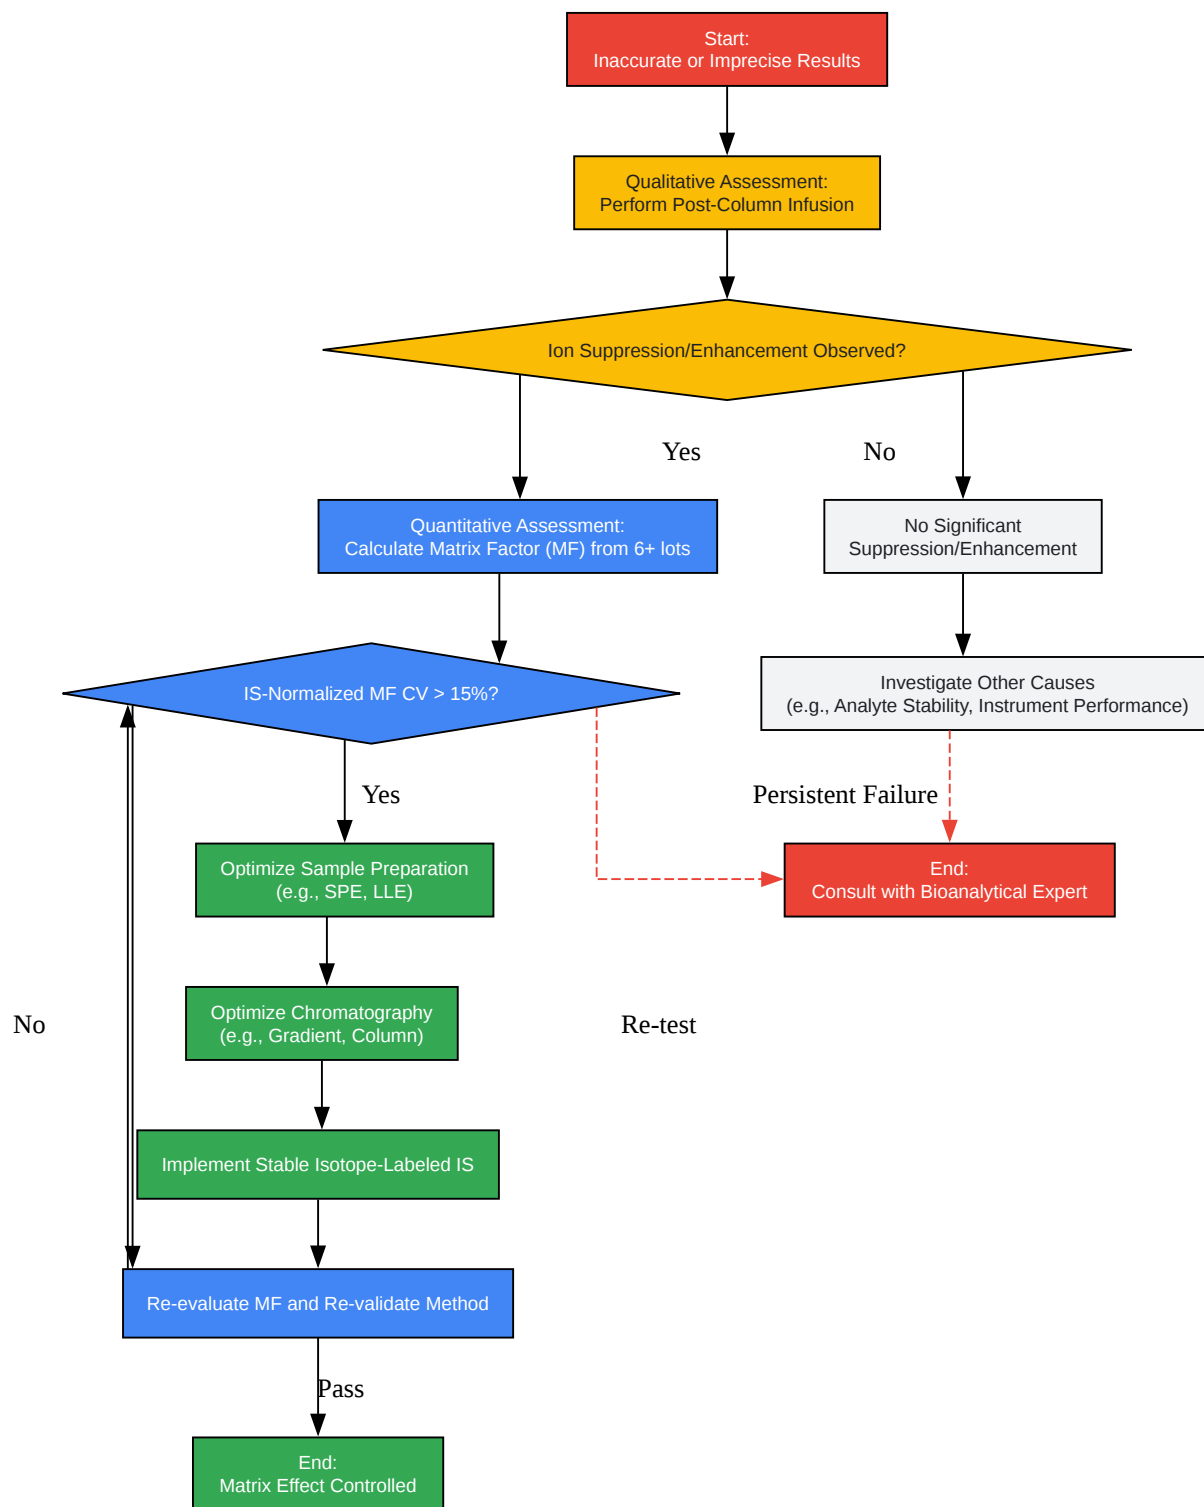 Start:
Inaccurate or Imprecise Results
Qualitative Assessment:
Perform Post-Column Infusion
Ion Suppression/Enhancement Observed?
Yes
No
Quantitative Assessment:
Calculate Matrix Factor (MF) from 6+ lots
No Significant
Suppression/Enhancement
IS-Normalized MF CV > 15%?
Investigate Other Causes
(e.g., Analyte Stability, Instrument Performance)
Yes
Persistent Failure
Optimize Sample Preparation
(e.g., SPE, LLE)
End:
Consult with Bioanalytical Expert
Optimize Chromatography
(e.g., Gradient, Column)
No
Re-test
Implement Stable Isotope-Labeled IS
Re-evaluate MF and Re-validate Method
Pass
End:
Matrix Effect Controlled